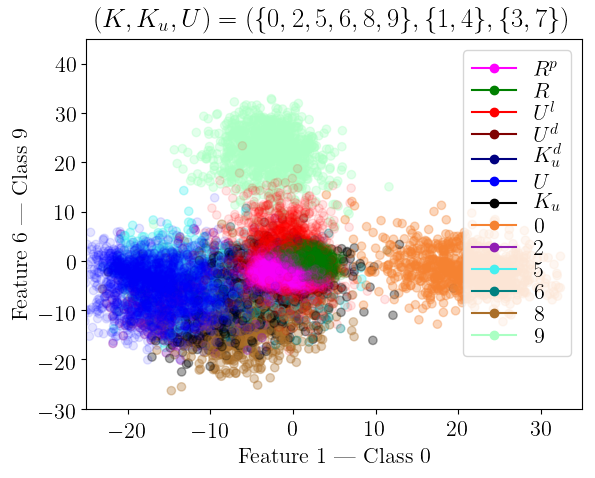 (K, K_u, U) = ({0, 2, 5, 6, 8, 9}, {1, 4}, {3, 7})
40
30
20
10
0
−10
−20
−30
Feature 6 — Class 9
R^p
R
U^l
U^d
K_u^d
U
K_u
0
2
5
6
8
9
−20 −10 0 10 20 30
Feature 1 — Class 0